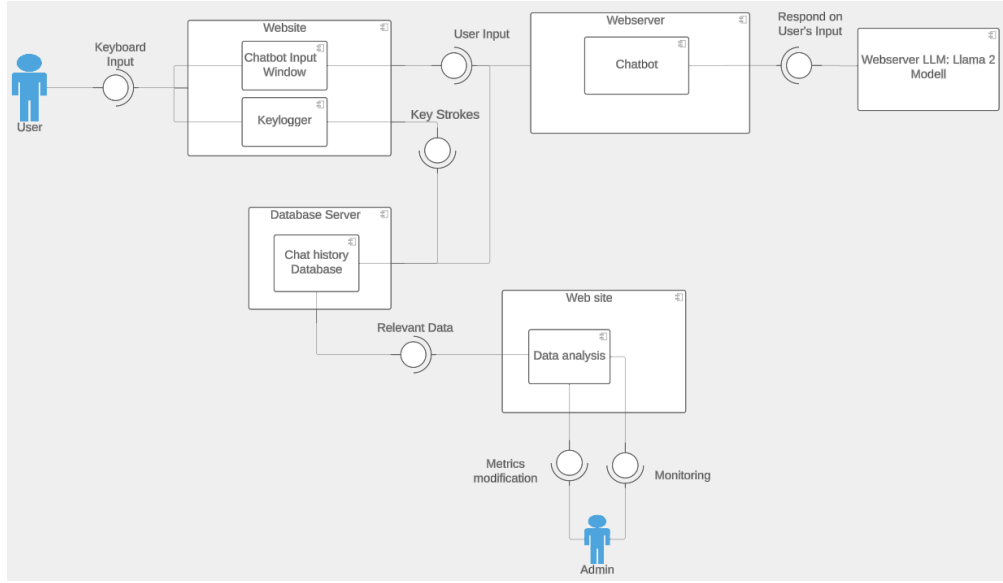 Website
Webserver
Respond on
User's Input
Keyboard
Input
User Input
Chatbot Input
Window
Chatbot
Webserver LLM: Llama 2
Modell
User
Keylogger
Key Strokes
Database Server
Chat history
Database
Web site
Relevant Data
Data analysis
Metrics
modification
Monitoring
Admin